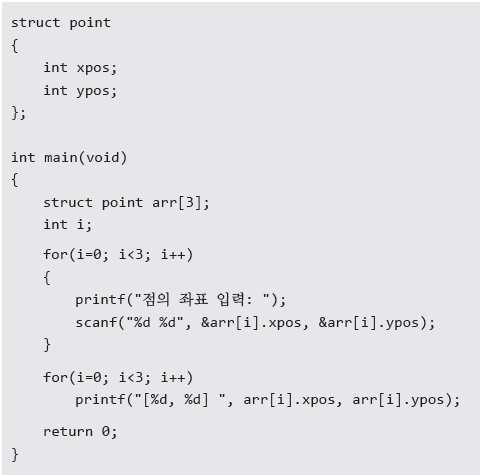 struct point
{
    int xpos;
    int ypos;
};

int main(void)
{
    struct point arr[3];
    int i;
    for(i=0; i<3; i++)
    {
        printf("점의 좌표 입력: ");
        scanf("%d %d", &arr[i].xpos, &arr[i].ypos);
    }
    for(i=0; i<3; i++)
        printf("[%d, %d] ", arr[i].xpos, arr[i].ypos);
    return 0;
}